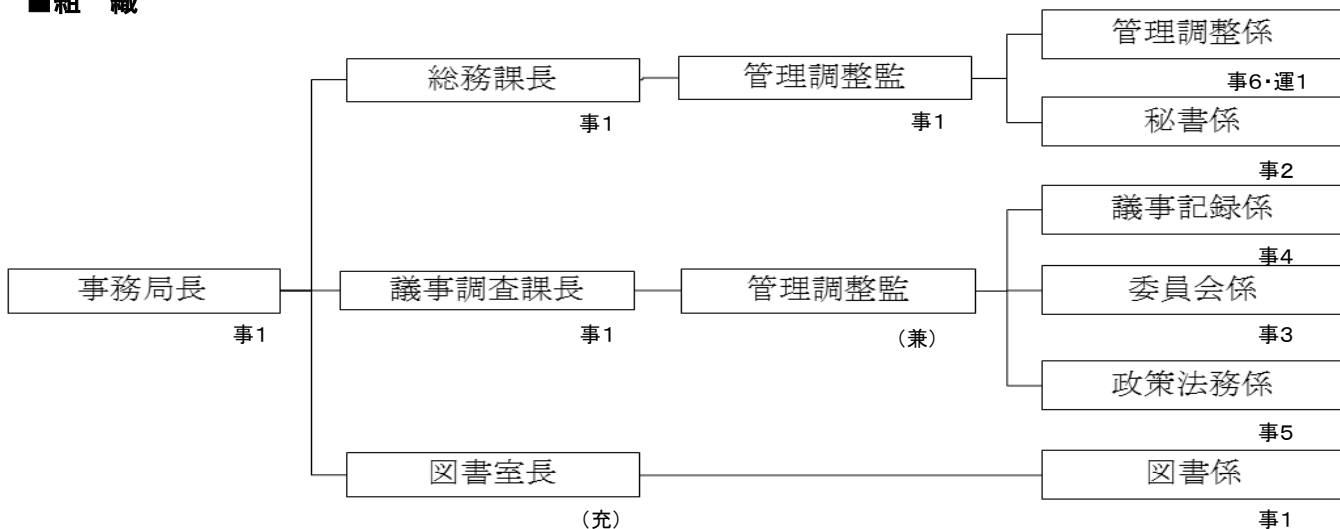 ■組　織
管理調整係
総務課長
管理調整監
事6・運1
事1
事1
秘書係
事2
議事記録係
事4
事務局長
議事調査課長
管理調整監
委員会係
事1
事1
（兼）
事3
政策法務係
事5
図書室長
図書係
（充）
事1